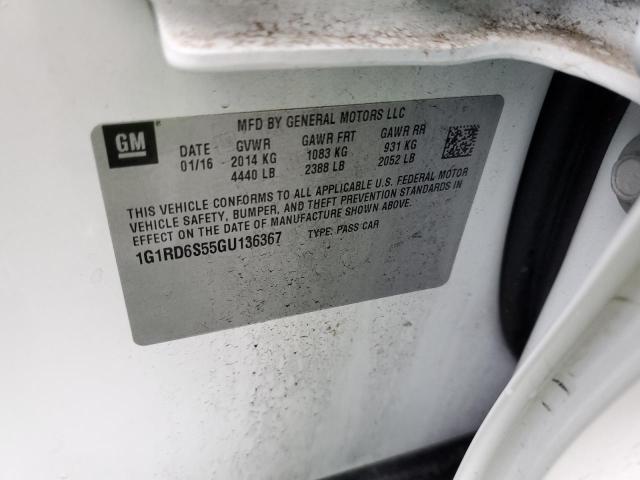 GM
MFD BY GENERAL MOTORS LLC
DATE GVWR GAWR FRT GAWR RR
01/16 2014 KG 1083 KG 931 KG
4440 LB 2388 LB 2052 LB
THIS VEHICLE CONFORMS TO ALL APPLICABLE U.S. FEDERAL MOTOR
VEHICLE SAFETY, BUMPER, AND THEFT PREVENTION STANDARDS IN
EFFECT ON THE DATE OF MANUFACTURE SHOWN ABOVE.
1G1RD6S55GU136367 TYPE: PASS CAR